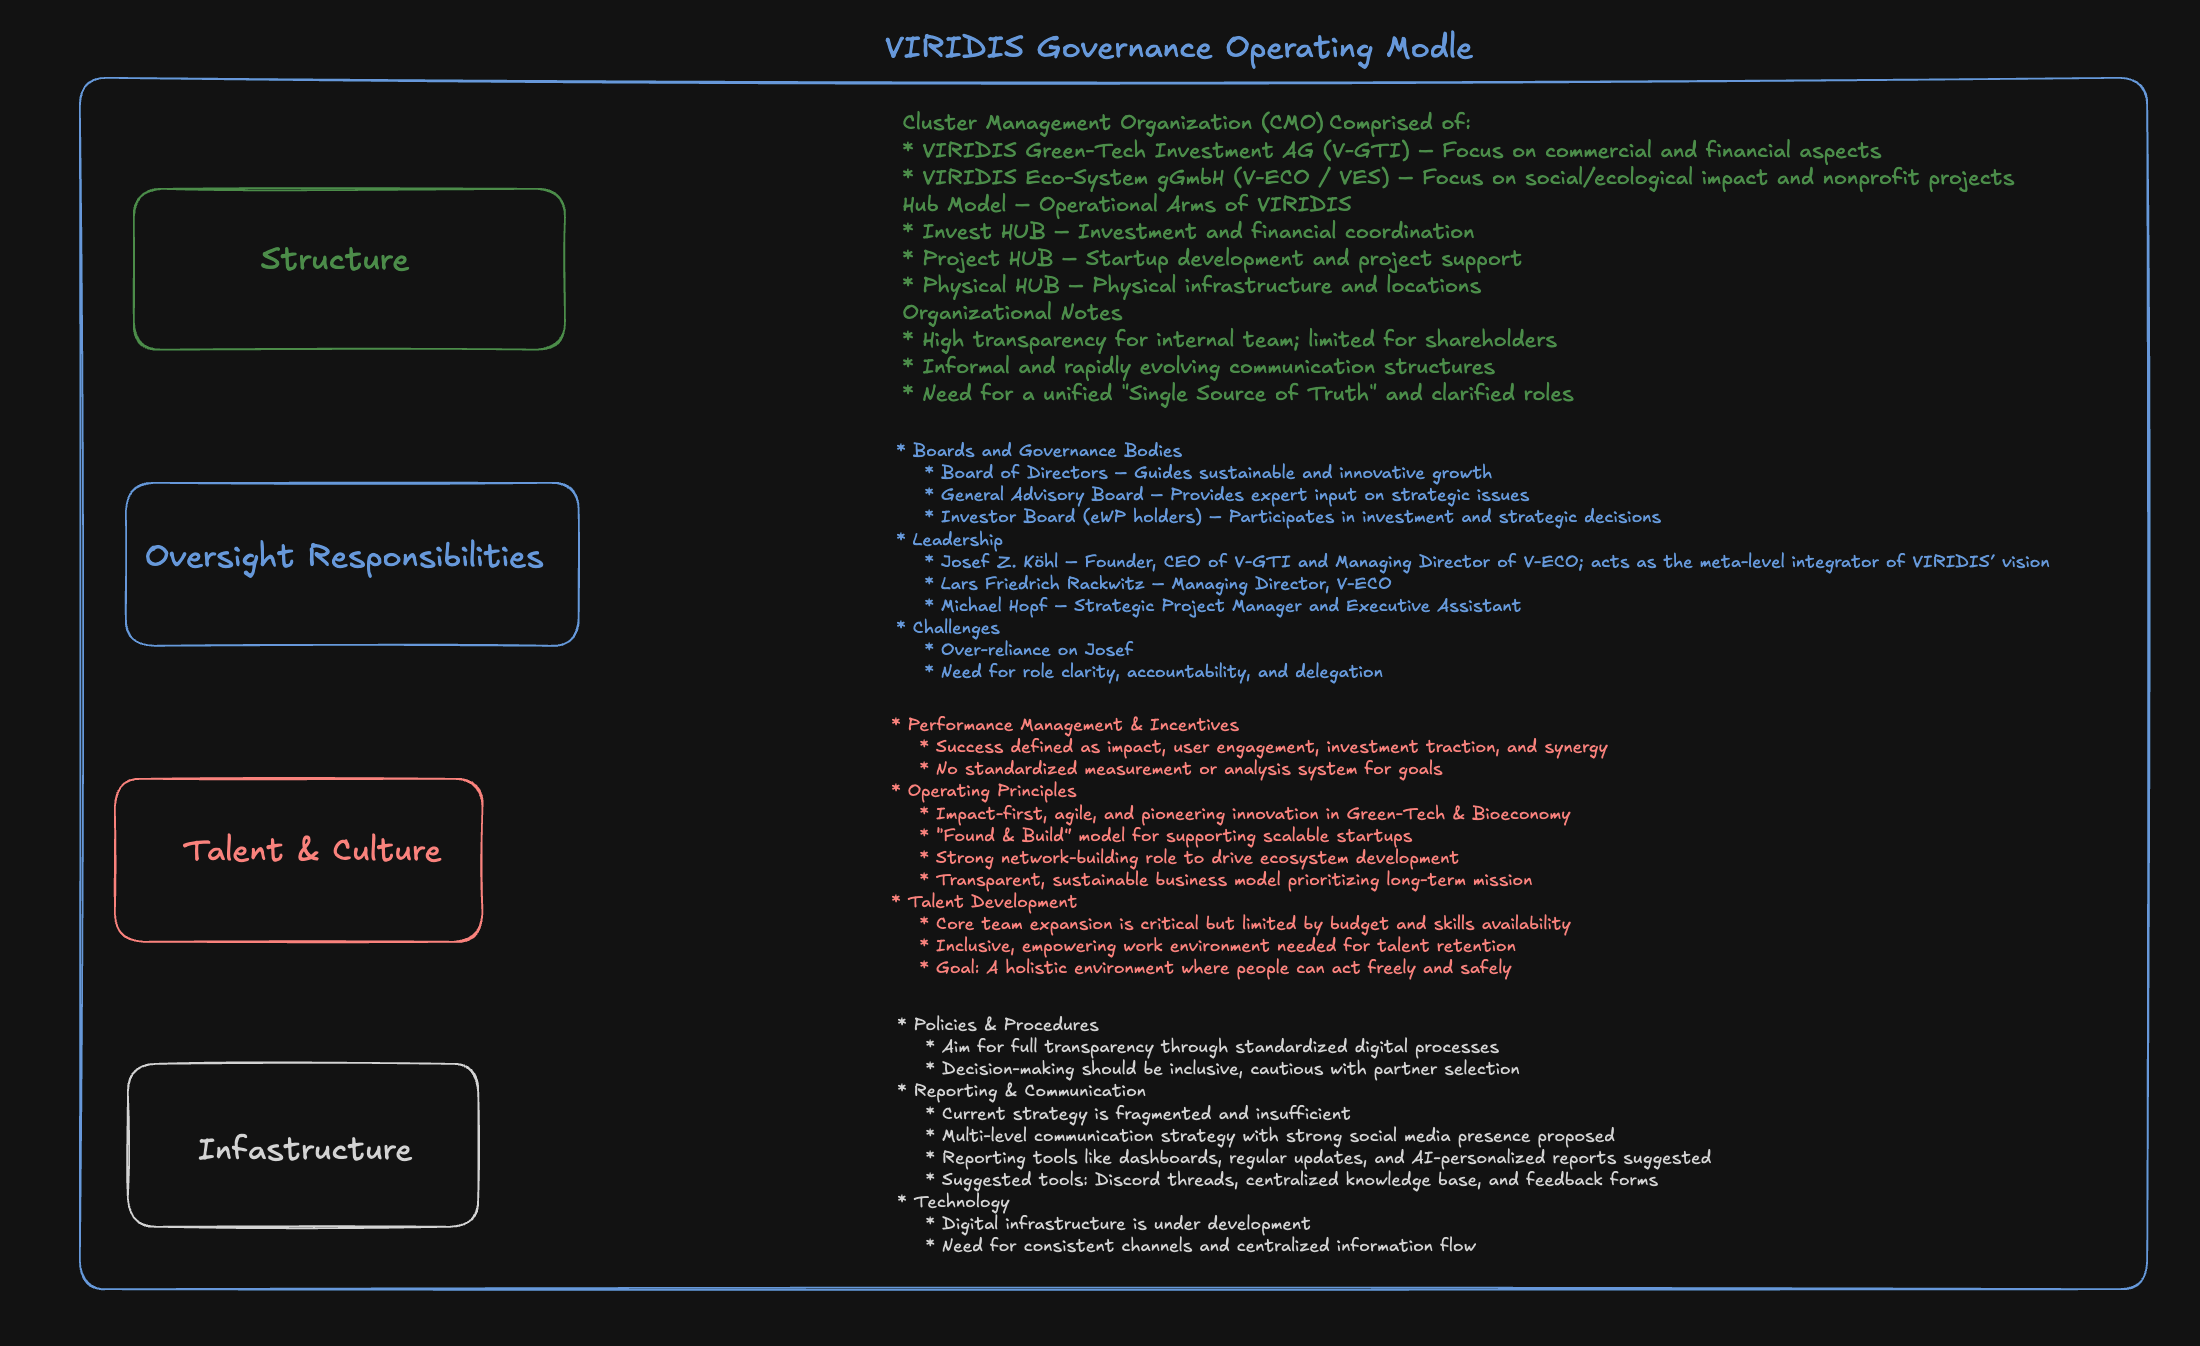 VIRIDIS Governance Operating Modle
Structure
Cluster Management Organization (CMO) Comprised of:
* VIRIDIS Green-Tech Investment AG (V-GTI) – Focus on commercial and financial aspects
* VIRIDIS Eco-System gGmbH (V-ECO / VES) – Focus on social/ecological impact and nonprofit projects
Hub Model – Operational Arms of VIRIDIS
* Invest HUB – Investment and financial coordination
* Project HUB – Startup development and project support
* Physical HUB – Physical infrastructure and locations
Organizational Notes
* High transparency for internal team; limited for shareholders
* Informal and rapidly evolving communication structures
* Need for a unified "Single Source of Truth" and clarified roles
Oversight Responsibilities
* Boards and Governance Bodies
* Board of Directors – Guides sustainable and innovative growth
* General Advisory Board – Provides expert input on strategic issues
* Investor Board (eWP holders) – Participates in investment and strategic decisions
* Leadership
* Josef Z. Köhl – Founder, CEO of V-GTI and Managing Director of V-ECO; acts as the meta-level integrator of VIRIDIS’ vision
* Lars Friedrich Rackwitz – Managing Director, V-ECO
* Michael Hopf – Strategic Project Manager and Executive Assistant
* Challenges
* Over-reliance on Josef
* Need for role clarity, accountability, and delegation
Talent & Culture
* Performance Management & Incentives
* Success defined as impact, user engagement, investment traction, and synergy
* No standardized measurement or analysis system for goals
* Operating Principles
* Impact-first, agile, and pioneering innovation in Green-Tech & Bioeconomy
* "Found & Build" model for supporting scalable startups
* Strong network-building role to drive ecosystem development
* Transparent, sustainable business model prioritizing long-term mission
* Talent Development
* Core team expansion is critical but limited by budget and skills availability
* Inclusive, empowering work environment needed for talent retention
* Goal: A holistic environment where people can act freely and safely
Infastructure
* Policies & Procedures
* Aim for full transparency through standardized digital processes
* Decision-making should be inclusive, cautious with partner selection
* Reporting & Communication
* Current strategy is fragmented and insufficient
* Multi-level communication strategy with strong social media presence proposed
* Reporting tools like dashboards, regular updates, and AI-personalized reports suggested
* Suggested tools: Discord threads, centralized knowledge base, and feedback forms
* Technology
* Digital infrastructure is under development
* Need for consistent channels and centralized information flow